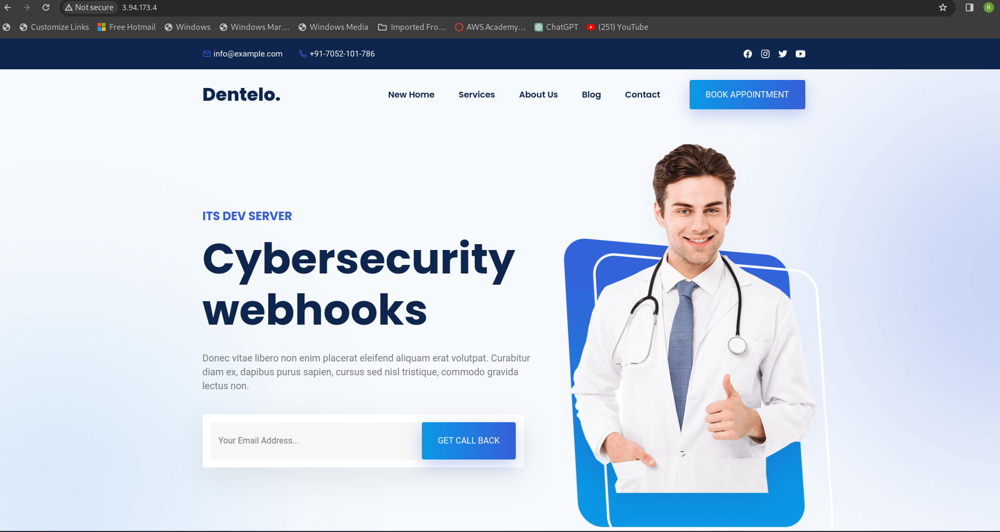 Not secure 3.94.173.4
R
Customize Links Free Hotmail Windows Windows Mar... Windows Media Imported Fro... AWS Academy... ChatGPT (251) YouTube
info@example.com +91-7052-101-786
Dentelo. New Home Services About Us Blog Contact BOOK APPOINTMENT
ITS DEV SERVER
Cybersecurity
webhooks
Donec vitae libero non enim placerat eleifend aliquam erat volutpat. Curabitur
diam ex, dapibus purus sapien, cursus sed nisl tristique, commodo gravida
lectus non.
Your Email Address... GET CALL BACK